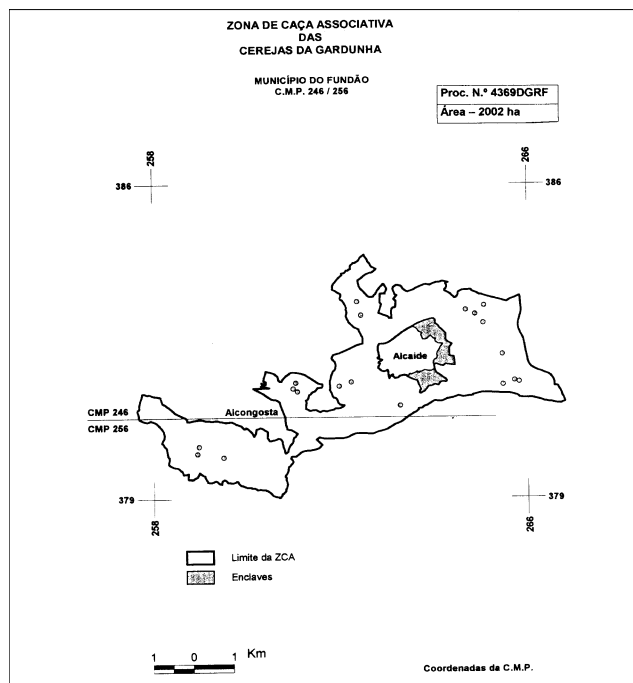 ZONA DE CAÇA ASSOCIATIVA
DAS
CEREJAS DA GARDUNHA
MUNICÍPIO DO FUNDÃO
C.M.P. 246 / 256
Proc. N.º 4369DGRF
Área – 2002 ha
258
266
386
386
Alcaide
Alcongosta
CMP 246
CMP 256
379
379
258
266
Limite da ZCA
Enclaves
1 0 1 Km
Coordenadas da C.M.P.